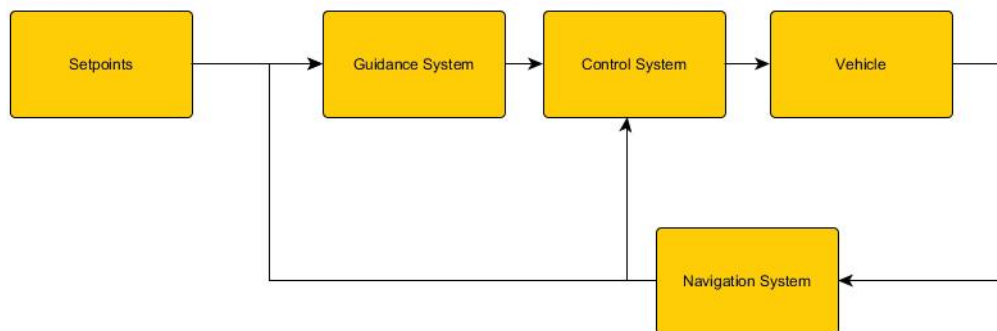 Setpoints
Guidance System
Control System
Vehicle
Navigation System